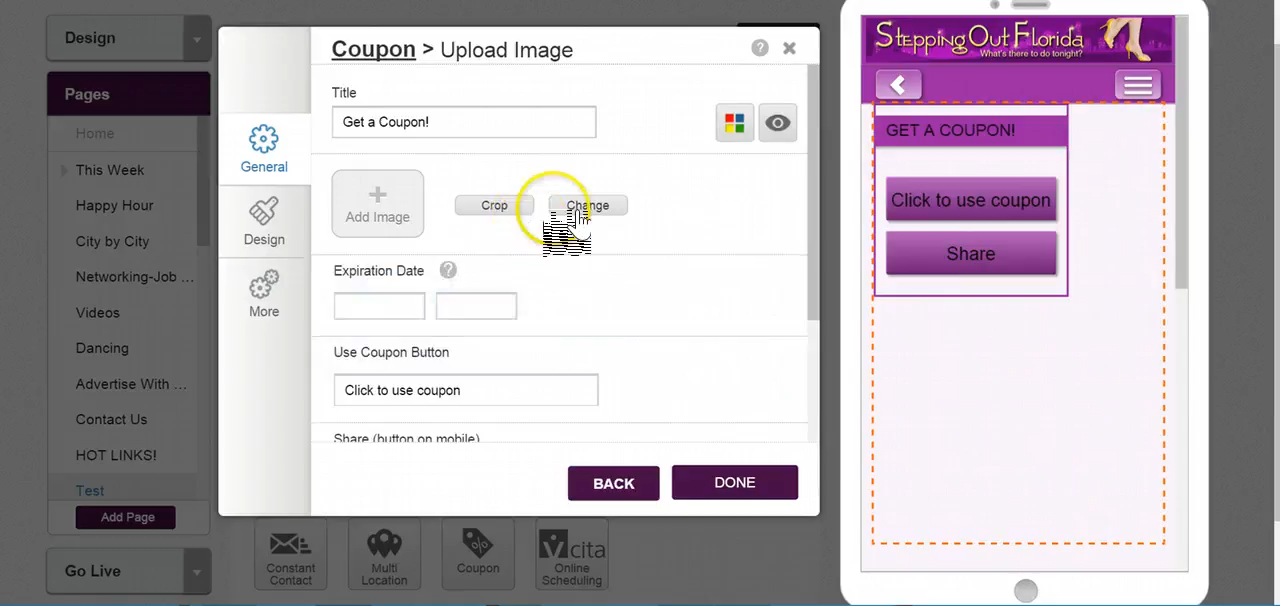 Design
Pages
Home
This Week
Happy Hour
City by City
Networking-Job ...
Videos
Dancing
Advertise With ...
Contact Us
HOT LINKS!
Test
Add Page
Go Live
General
Design
More
Coupon > Upload Image
?
Title
Get a Coupon!
+
Add Image
Crop
Change
Expiration Date
?
Use Coupon Button
Click to use coupon
Share (button on mobile)
BACK
DONE
Constant
Contact
Multi
Location
%
Coupon
Vcita
Online
Scheduling
Stepping Out Florida
What's there to do tonight?
GET A COUPON!
Click to use coupon
Share